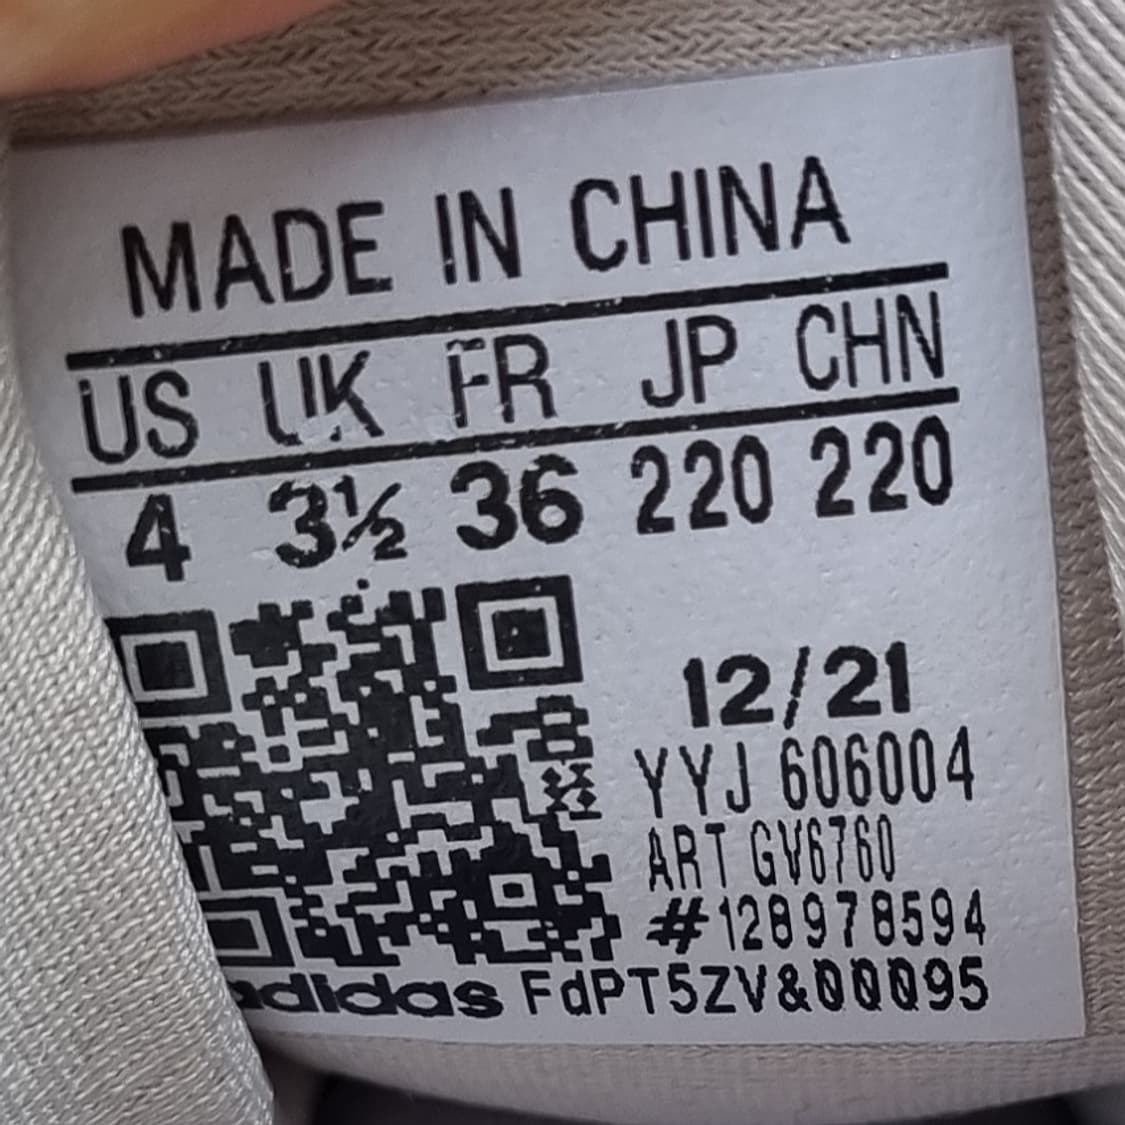 MADE IN CHINA
US UK FR JP CHN
4 3½ 36 220 220
12/21
YYJ 606004
ART GV6760
#128978594
adidas FdPT5ZV&00095